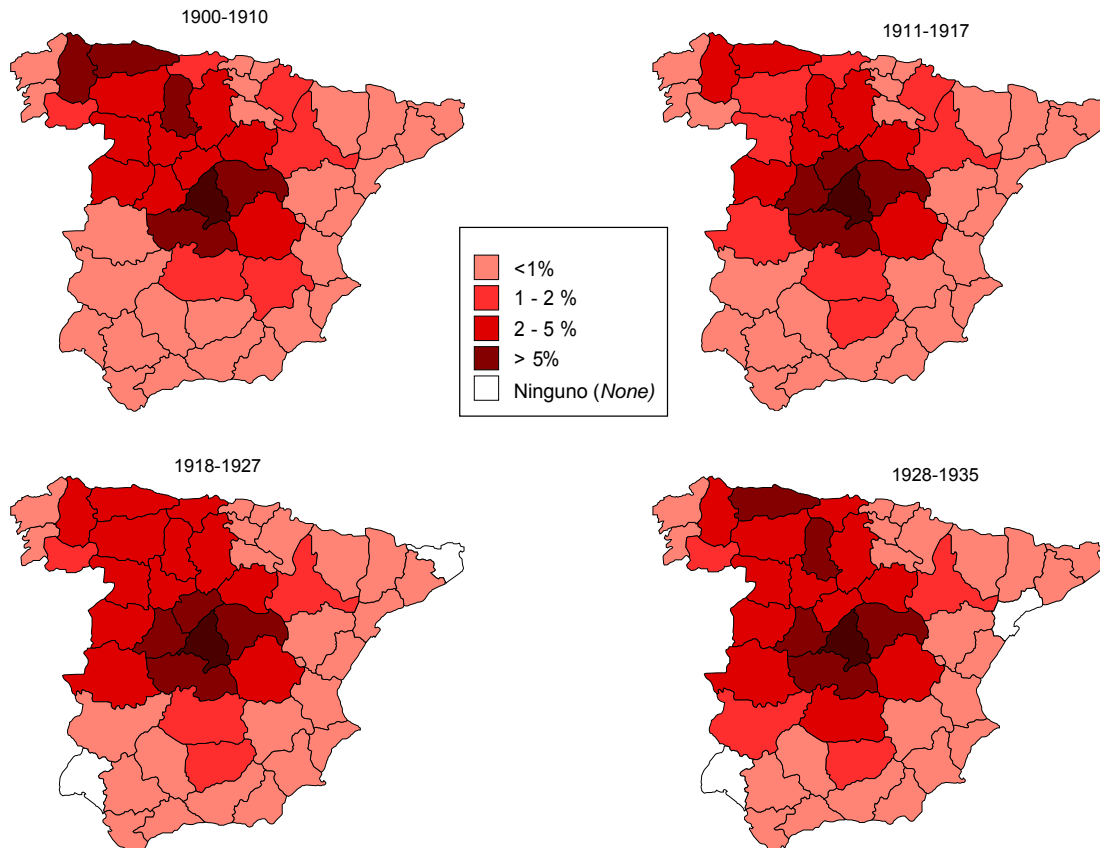 1900-1910
1911-1917
<1%
1 - 2 %
2 - 5 %
> 5%
Ninguno (None)
1918-1927
1928-1935